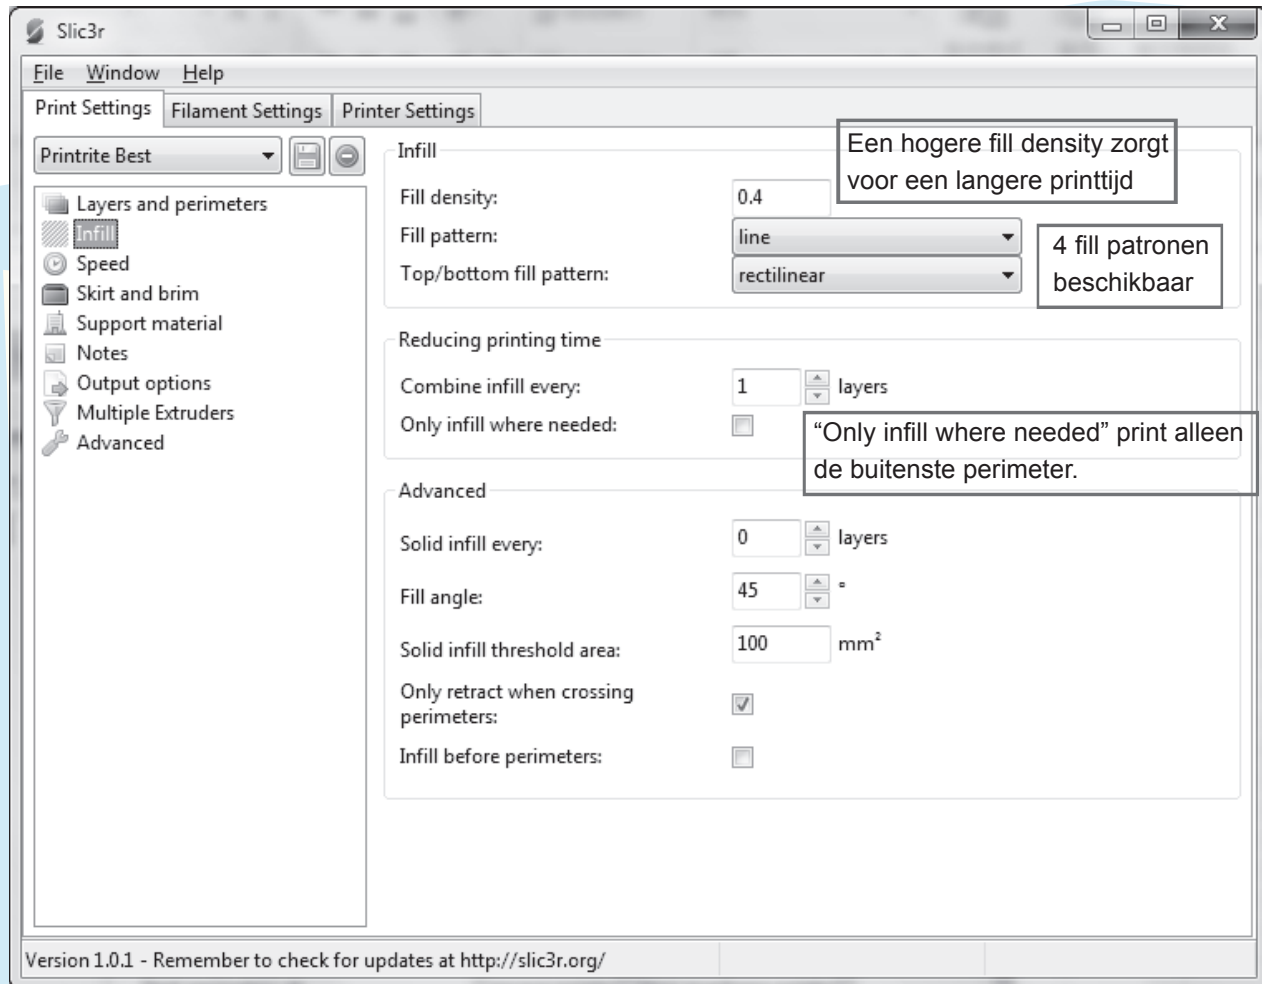 Slic3r
File Window Help
Print Settings Filament Settings Printer Settings
Printrite Best
Layers and perimeters
Infill
Speed
Skirt and brim
Support material
Notes
Output options
Multiple Extruders
Advanced
Infill
Een hogere fill density zorgt
voor een langere printtijd
Fill density: 0.4
Fill pattern: line
Top/bottom fill pattern: rectilinear
4 fill patronen
beschikbaar
Reducing printing time
Combine infill every: 1 layers
Only infill where needed:
“Only infill where needed” print alleen
de buitenste perimeter.
Advanced
Solid infill every: 0 layers
Fill angle: 45 °
Solid infill threshold area: 100 mm²
Only retract when crossing
perimeters:
Infill before perimeters:
Version 1.0.1 - Remember to check for updates at http://slic3r.org/